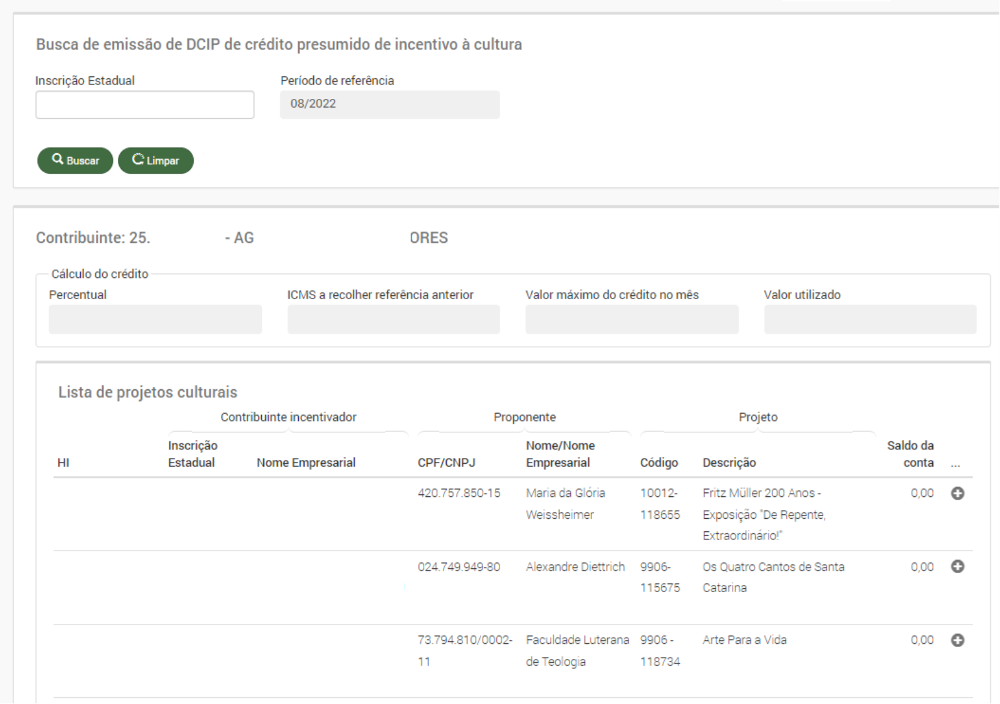 Busca de emissão de DCIP de crédito presumido de incentivo à cultura
Inscrição Estadual
Período de referência
08/2022
Buscar
Limpar
Contribuinte: 25. - AG ORES
Cálculo do crédito
Percentual
ICMS a recolher referência anterior
Valor máximo do crédito no mês
Valor utilizado
Lista de projetos culturais
Contribuinte incentivador Proponente Projeto
HI
Inscrição
Estadual
Nome Empresarial
CPF/CNPJ
Nome/Nome
Empresarial
Código
Descrição
Saldo da
conta
...
420.757.850-15
Maria da Glória
Weissheimer
10012-
118655
Fritz Müller 200 Anos -
Exposição "De Repente,
Extraordinário!"
0,00
024.749.949-80
Alexandre Diettrich
9906-
115675
Os Quatro Cantos de Santa
Catarina
0,00
73.794.810/0002-
11
Faculdade Luterana
de Teologia
9906 -
118734
Arte Para a Vida
0,00